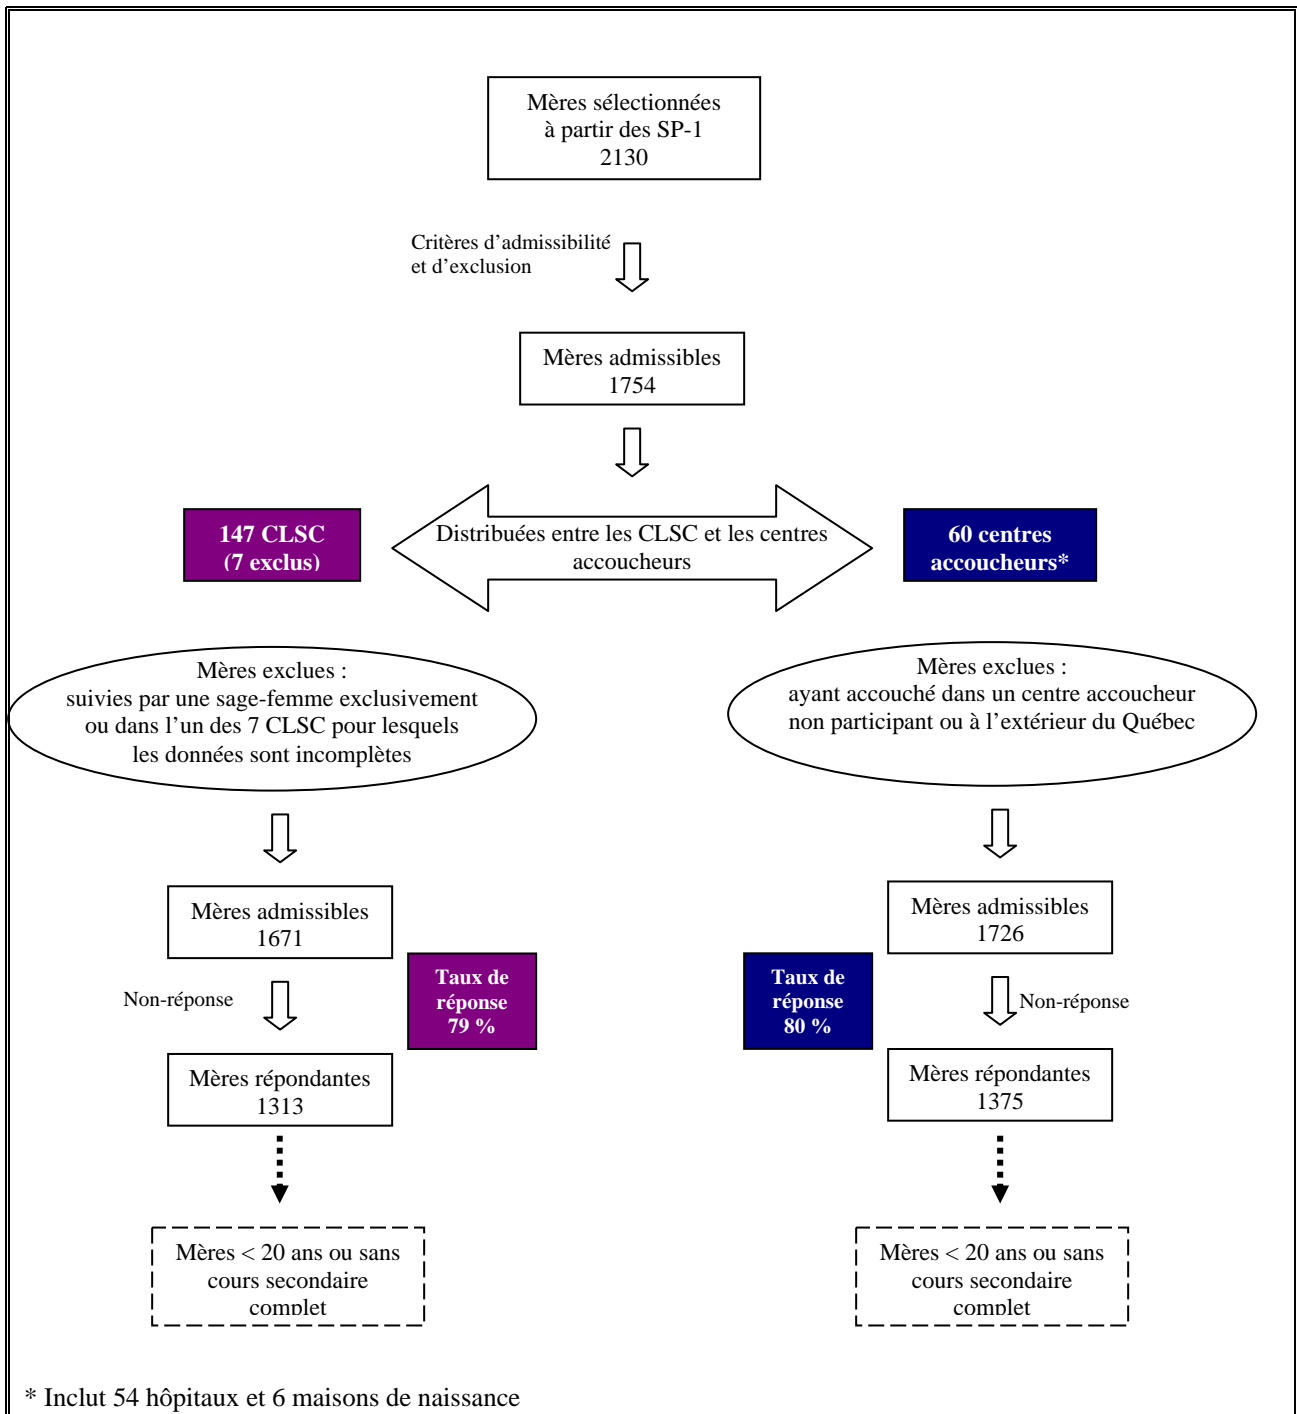 Mères sélectionnées
à partir des SP-1
2130
Critères d’admissibilité
et d’exclusion
Mères admissibles
1754
147 CLSC
(7 exclus)
Distribuées entre les CLSC et les centres
accoucheurs
60 centres
accoucheurs*
Mères exclues :
suivies par une sage-femme exclusivement
ou dans l’un des 7 CLSC pour lesquels
les données sont incomplètes
Mères exclues :
ayant accouché dans un centre accoucheur
non participant ou à l’extérieur du Québec
Mères admissibles
1671
Mères admissibles
1726
Non-réponse
Taux de
réponse
79 %
Taux de
réponse
80 %
Non-réponse
Mères répondantes
1313
Mères répondantes
1375
Mères < 20 ans ou sans
cours secondaire
complet
Mères < 20 ans ou sans
cours secondaire
complet
* Inclut 54 hôpitaux et 6 maisons de naissance